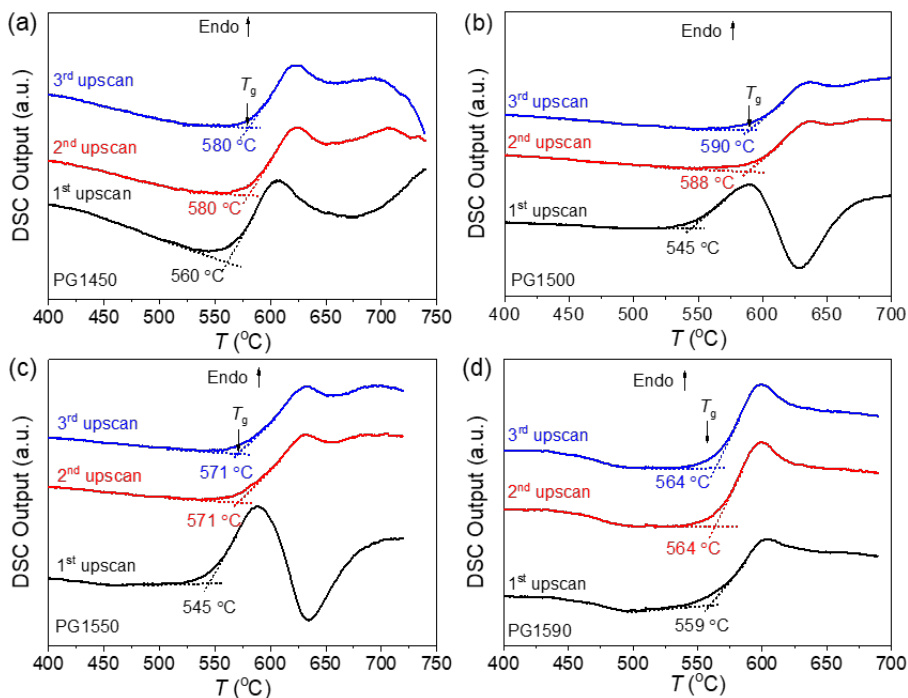 (a)
Endo
3rd upscan
Tg
580 °C
2nd upscan
580 °C
1st upscan
560 °C
PG1450
DSC Output (a.u.)
400 450 500 550 600 650 700 750
T (°C)
(b)
Endo
3rd upscan
Tg
590 °C
2nd upscan
588 °C
1st upscan
545 °C
PG1500
DSC Output (a.u.)
400 450 500 550 600 650 700
T (°C)
(c)
Endo
3rd upscan
Tg
571 °C
2nd upscan
571 °C
1st upscan
545 °C
PG1550
DSC Output (a.u.)
400 450 500 550 600 650 700 750
T (°C)
(d)
Endo
3rd upscan
Tg
564 °C
2nd upscan
564 °C
1st upscan
559 °C
PG1590
DSC Output (a.u.)
400 450 500 550 600 650 700
T (°C)